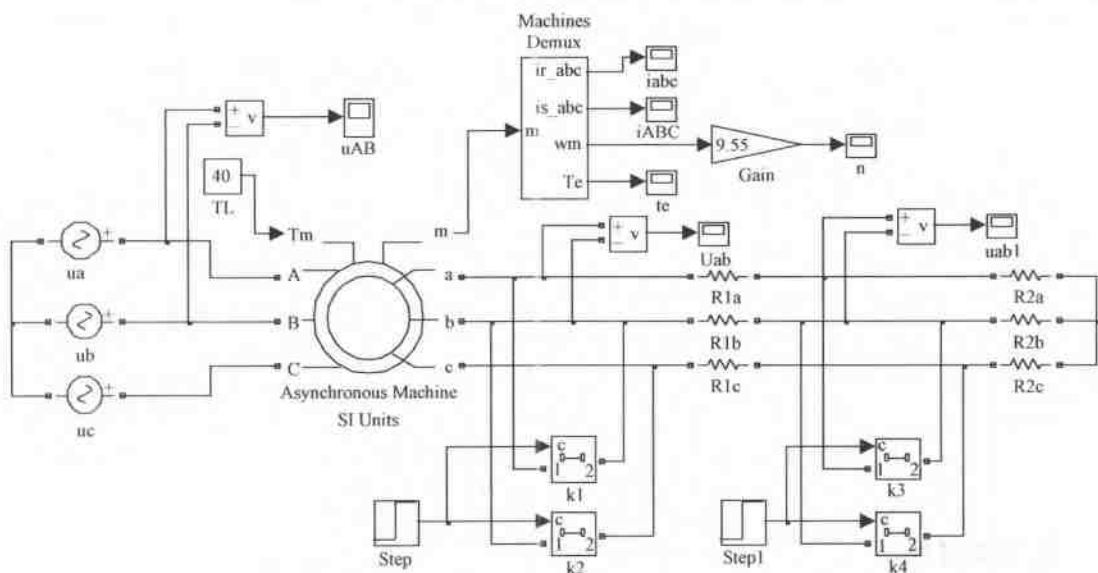 Machines
Demux
ir_abc
is_abc
m
wm
Te
iabc
iABC
9.55
Gain
n
te
+
−
v
uAB
40
TL
Tm
m
A
B
C
a
b
c
Asynchronous Machine
SI Units
+
ua
+
ub
+
uc
+
−
v
Uab
+
−
v
uab1
R1a
R1b
R1c
R2a
R2b
R2c
c
1
2
k1
c
1
2
k2
Step
c
1
2
k3
c
1
2
k4
Step1